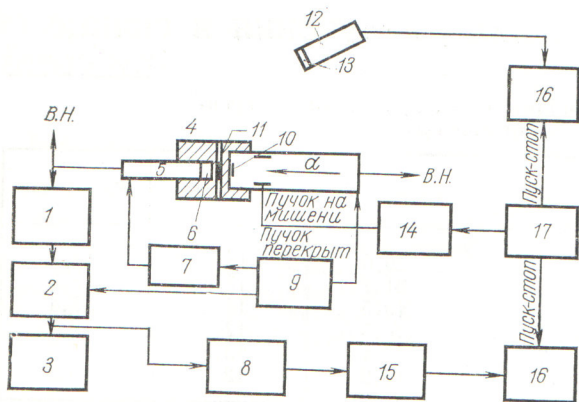 12
13
16
В.Н.
4
11
10
α
5
В.Н.
Пуск-стоп
1
6
Пучок на
мишени
14
17
Пучок
перекрыт
7
9
2
Пуск-стоп
3
8
15
16